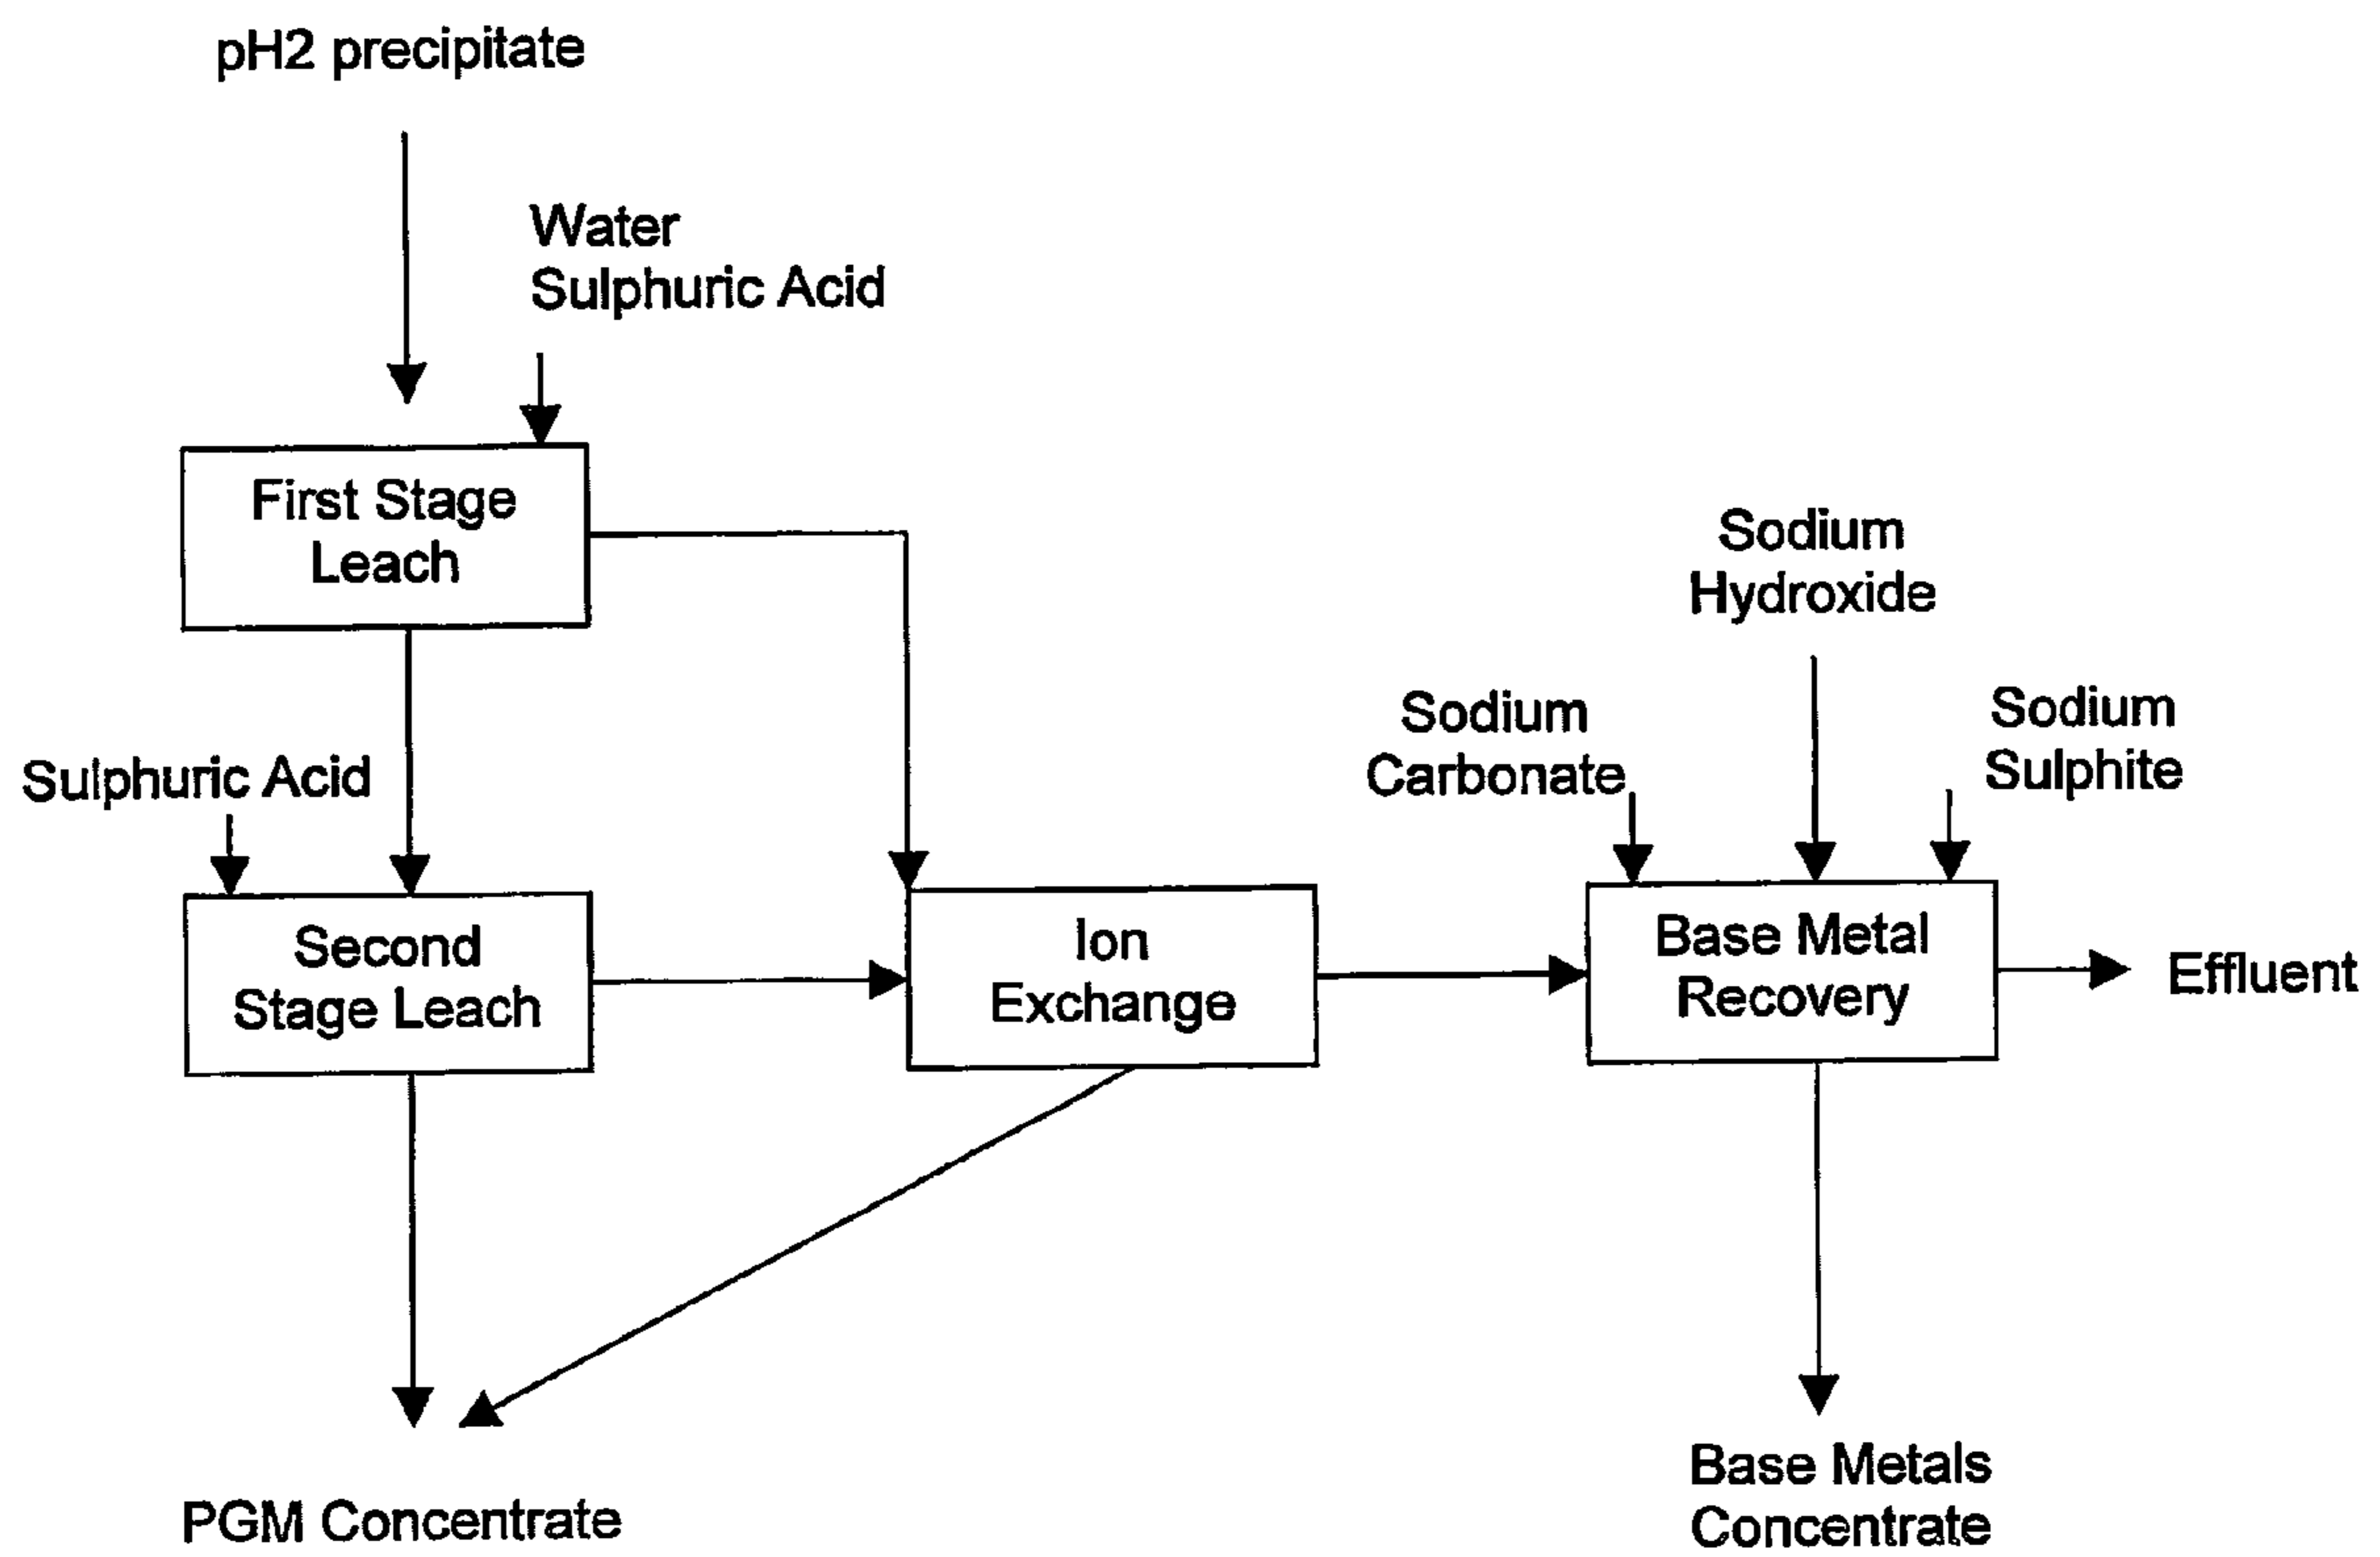 pH2 precipitate
Water
Sulphuric Acid
First Stage
Leach
Sodium
Hydroxide
Sodium
Carbonate
Sodium
Sulphite
Sulphuric Acid
Second
Stage Leach
Ion
Exchange
Base Metal
Recovery
Effluent
PGM Concentrate
Base Metals
Concentrate